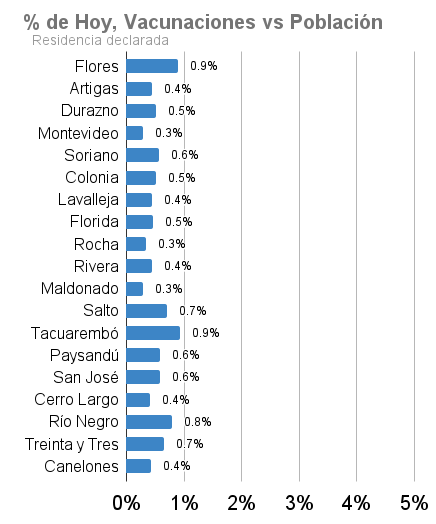 % de Hoy, Vacunaciones vs Población
Residencia declarada
Flores 0.9%
Artigas 0.4%
Durazno 0.5%
Montevideo 0.3%
Soriano 0.6%
Colonia 0.5%
Lavalleja 0.4%
Florida 0.5%
Rocha 0.3%
Rivera 0.4%
Maldonado 0.3%
Salto 0.7%
Tacuarembó 0.9%
Paysandú 0.6%
San José 0.6%
Cerro Largo 0.4%
Río Negro 0.8%
Treinta y Tres 0.7%
Canelones 0.4%
0% 1% 2% 3% 4% 5%